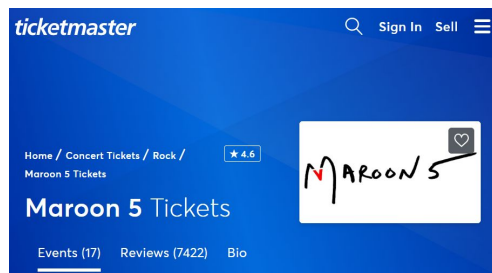 ticketmaster
Sign In Sell
Home / Concert Tickets / Rock /
Maroon 5 Tickets
★ 4.6
MAROON 5
Maroon 5 Tickets
Events (17) Reviews (7422) Bio